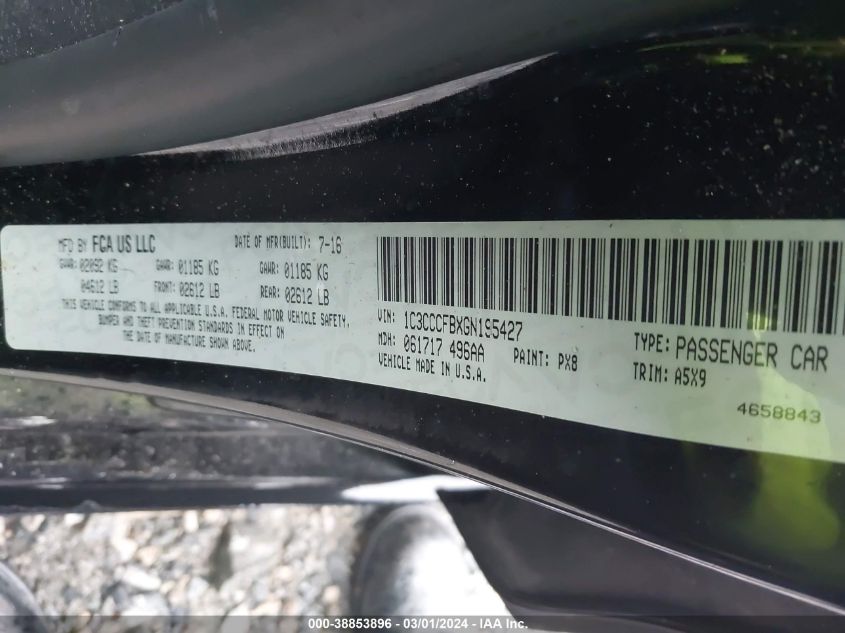 MFD BY FCA US LLC DATE OF MFR(BUILT): 7-16
GAWR: 02092 KG GAWR: 01185 KG GAWR: 01185 KG
04612 LB FRONT: 02612 LB REAR: 02612 LB
THIS VEHICLE CONFORMS TO ALL APPLICABLE U.S.A. FEDERAL MOTOR VEHICLE SAFETY,
BUMPER AND THEFT PREVENTION STANDARDS IN EFFECT ON
THE DATE OF MANUFACTURE SHOWN ABOVE.
VIN: 1C3CCCFBXGN195427 TYPE: PASSENGER CAR
MDH: 061717 496AA PAINT: PX8 TRIM: A5X9
VEHICLE MADE IN U.S.A.
4658843
000-38853896 - 03/01/2024 - IAA Inc.